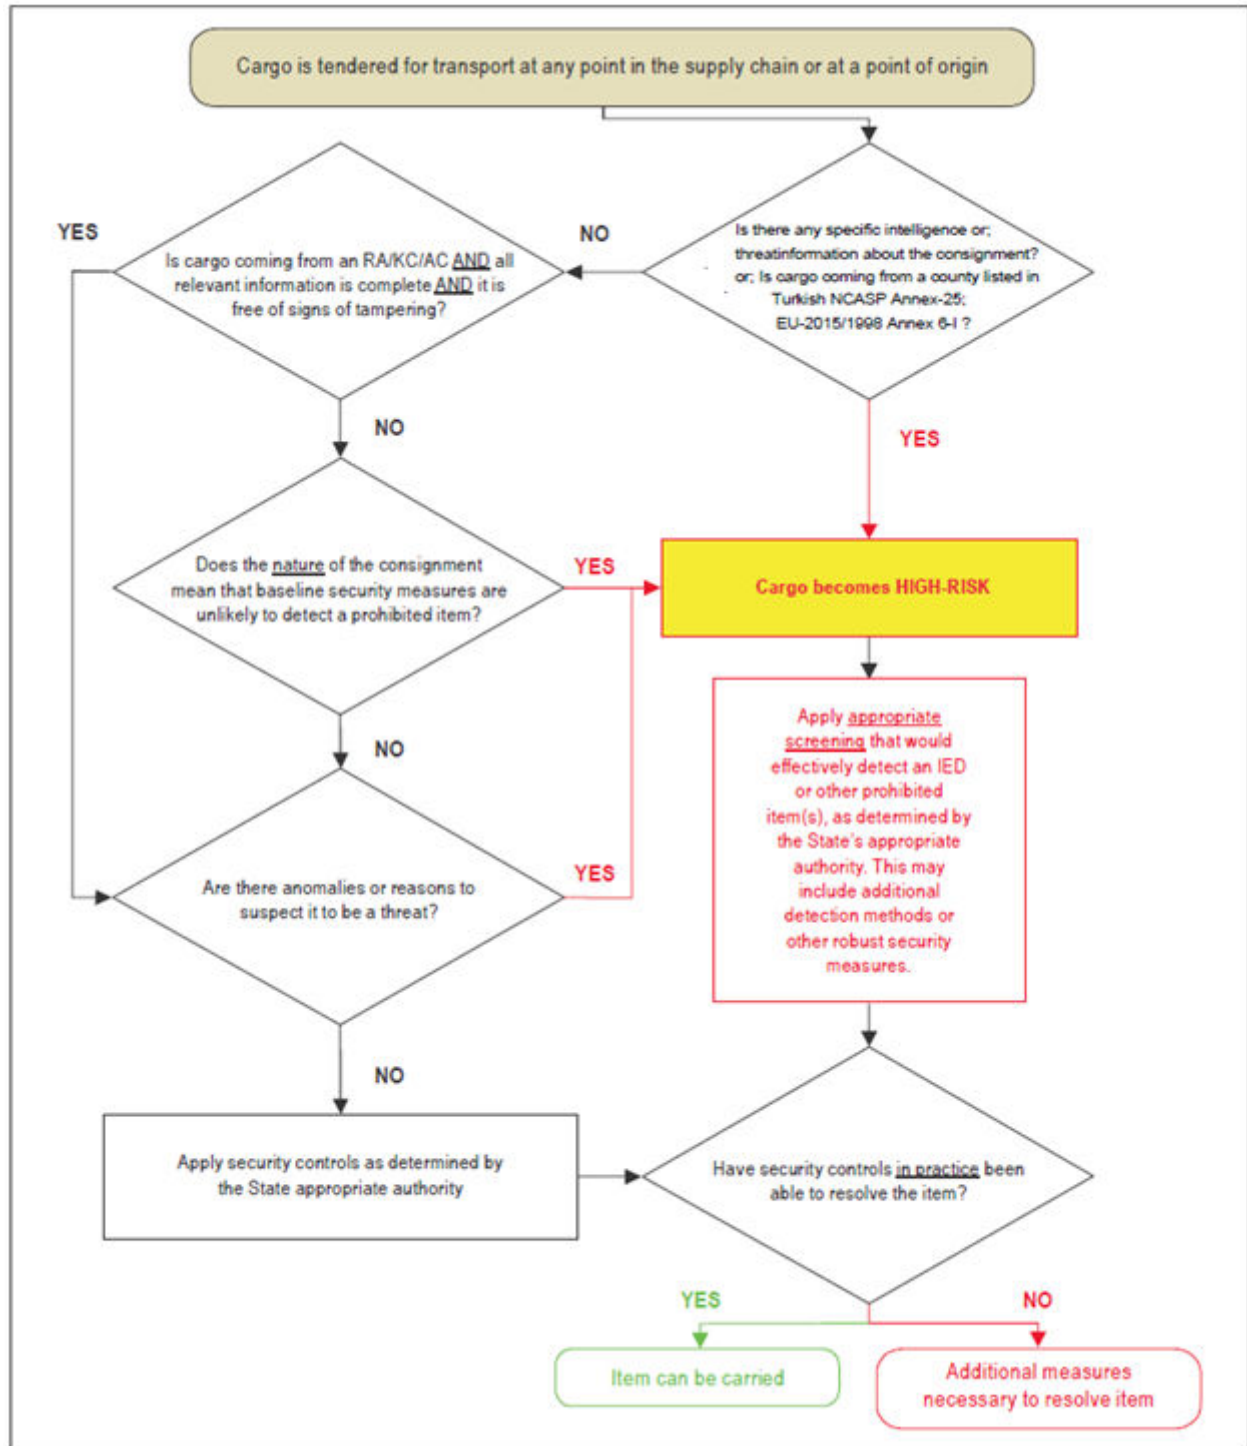 Cargo is tendered for transport at any point in the supply chain or at a point of origin
Is there any specific intelligence or;
threatinformation about the consignment?
or; Is cargo coming from a county listed in
Turkish NCASP Annex-25;
EU-2015/1998 Annex 6-I ?
NO
YES
Is cargo coming from an RA/KC/AC AND all
relevant information is complete AND it is
free of signs of tampering?
YES
NO
Does the nature of the consignment
mean that baseline security measures are
unlikely to detect a prohibited item?
YES
Cargo becomes HIGH-RISK
NO
Apply appropriate
screening that would
effectively detect an IED
or other prohibited
item(s), as determined by
the State's appropriate
authority. This may
include additional
detection methods or
other robust security
measures.
Are there anomalies or reasons to
suspect it to be a threat?
YES
NO
Apply security controls as determined by
the State appropriate authority
Have security controls in practice been
able to resolve the item?
YES
NO
Item can be carried
Additional measures
necessary to resolve item